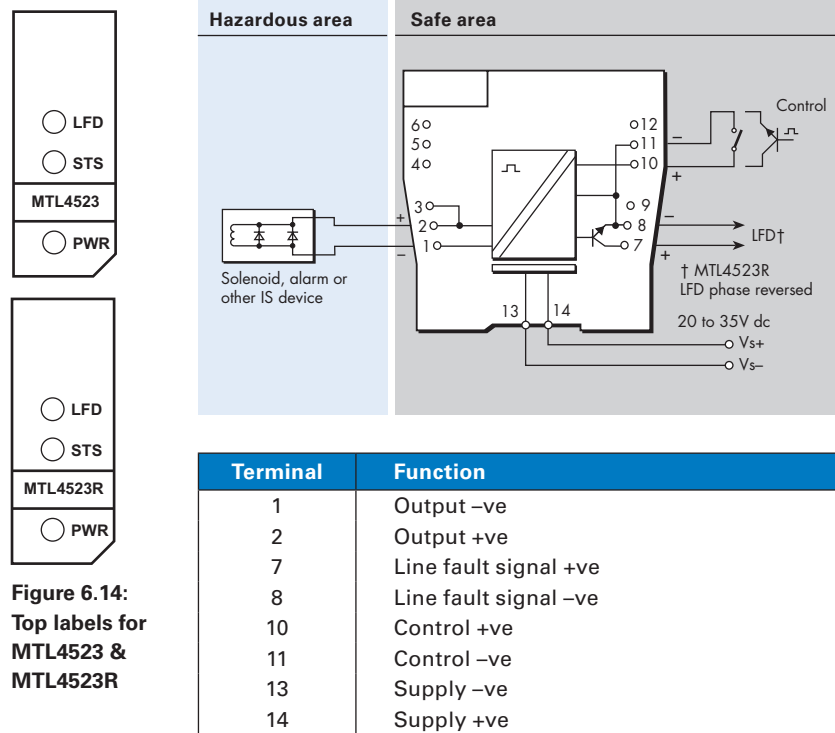 LFD
STS
MTL4523
PWR
LFD
STS
MTL4523R
PWR
Figure 6.14:
Top labels for
MTL4523 &
MTL4523R
Hazardous area
Safe area
6
5
4
3
2
1
+
–
Solenoid, alarm or
other IS device
12
11
10
9
8
7
–
+
Control
–
+
LFD†
† MTL4523R
LFD phase reversed
13 14
20 to 35V dc
Vs+
Vs–
Terminal Function
1 Output –ve
2 Output +ve
7 Line fault signal +ve
8 Line fault signal –ve
10 Control +ve
11 Control –ve
13 Supply –ve
14 Supply +ve